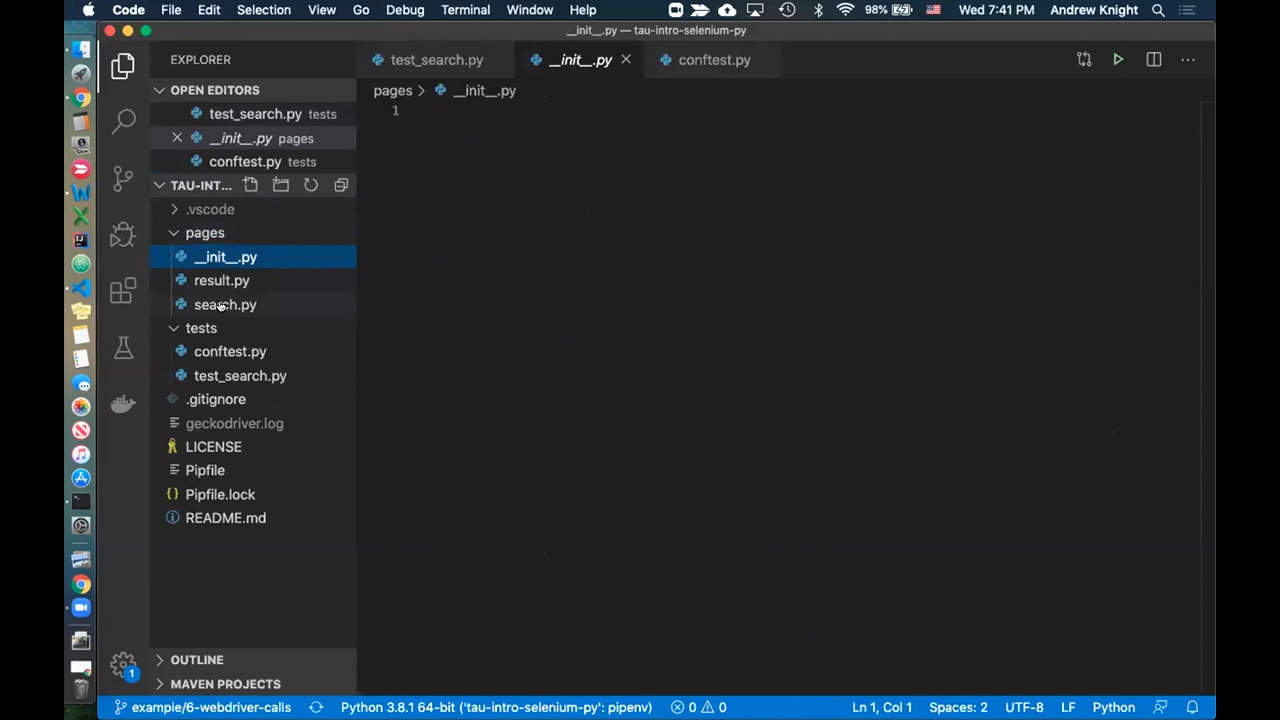 Code File Edit Selection View Go Debug Terminal Window Help 98% Wed 7:41 PM Andrew Knight
__init__.py — tau-intro-selenium-py
EXPLORER
test_search.py
__init__.py
conftest.py
OPEN EDITORS
pages
__init__.py
test_search.py tests
1
__init__.py pages
conftest.py tests
TAU-INT...
.vscode
pages
__init__.py
result.py
search.py
tests
conftest.py
test_search.py
.gitignore
geckodriver.log
LICENSE
Pipfile
{} Pipfile.lock
README.md
OUTLINE
1
MAVEN PROJECTS
example/6-webdriver-calls Python 3.8.1 64-bit ('tau-intro-selenium-py': pipenv) 0 0 Ln 1, Col 1 Spaces: 2 UTF-8 LF Python